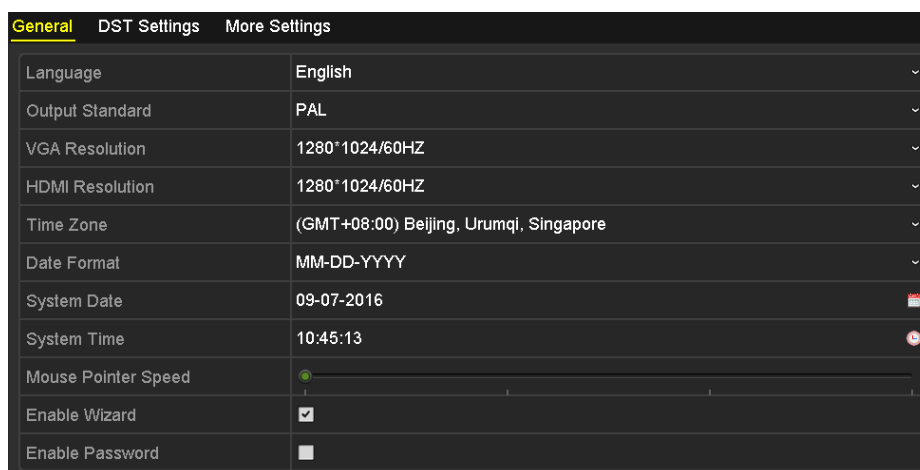 General DST Settings More Settings
Language English
Output Standard PAL
VGA Resolution 1280*1024/60HZ
HDMI Resolution 1280*1024/60HZ
Time Zone (GMT+08:00) Beijing, Urumqi, Singapore
Date Format MM-DD-YYYY
System Date 09-07-2016
System Time 10:45:13
Mouse Pointer Speed
Enable Wizard
Enable Password